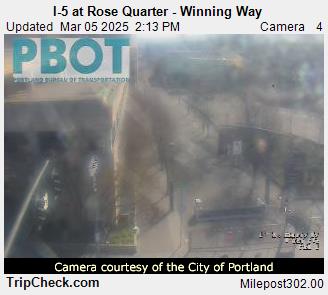 I-5 at Rose Quarter - Winning Way
Updated Mar 05 2025 2:13 PM Camera 4
PBOT
PORTLAND BUREAU OF TRANSPORTATION
Camera courtesy of the City of Portland
TripCheck.com Milepost302.00